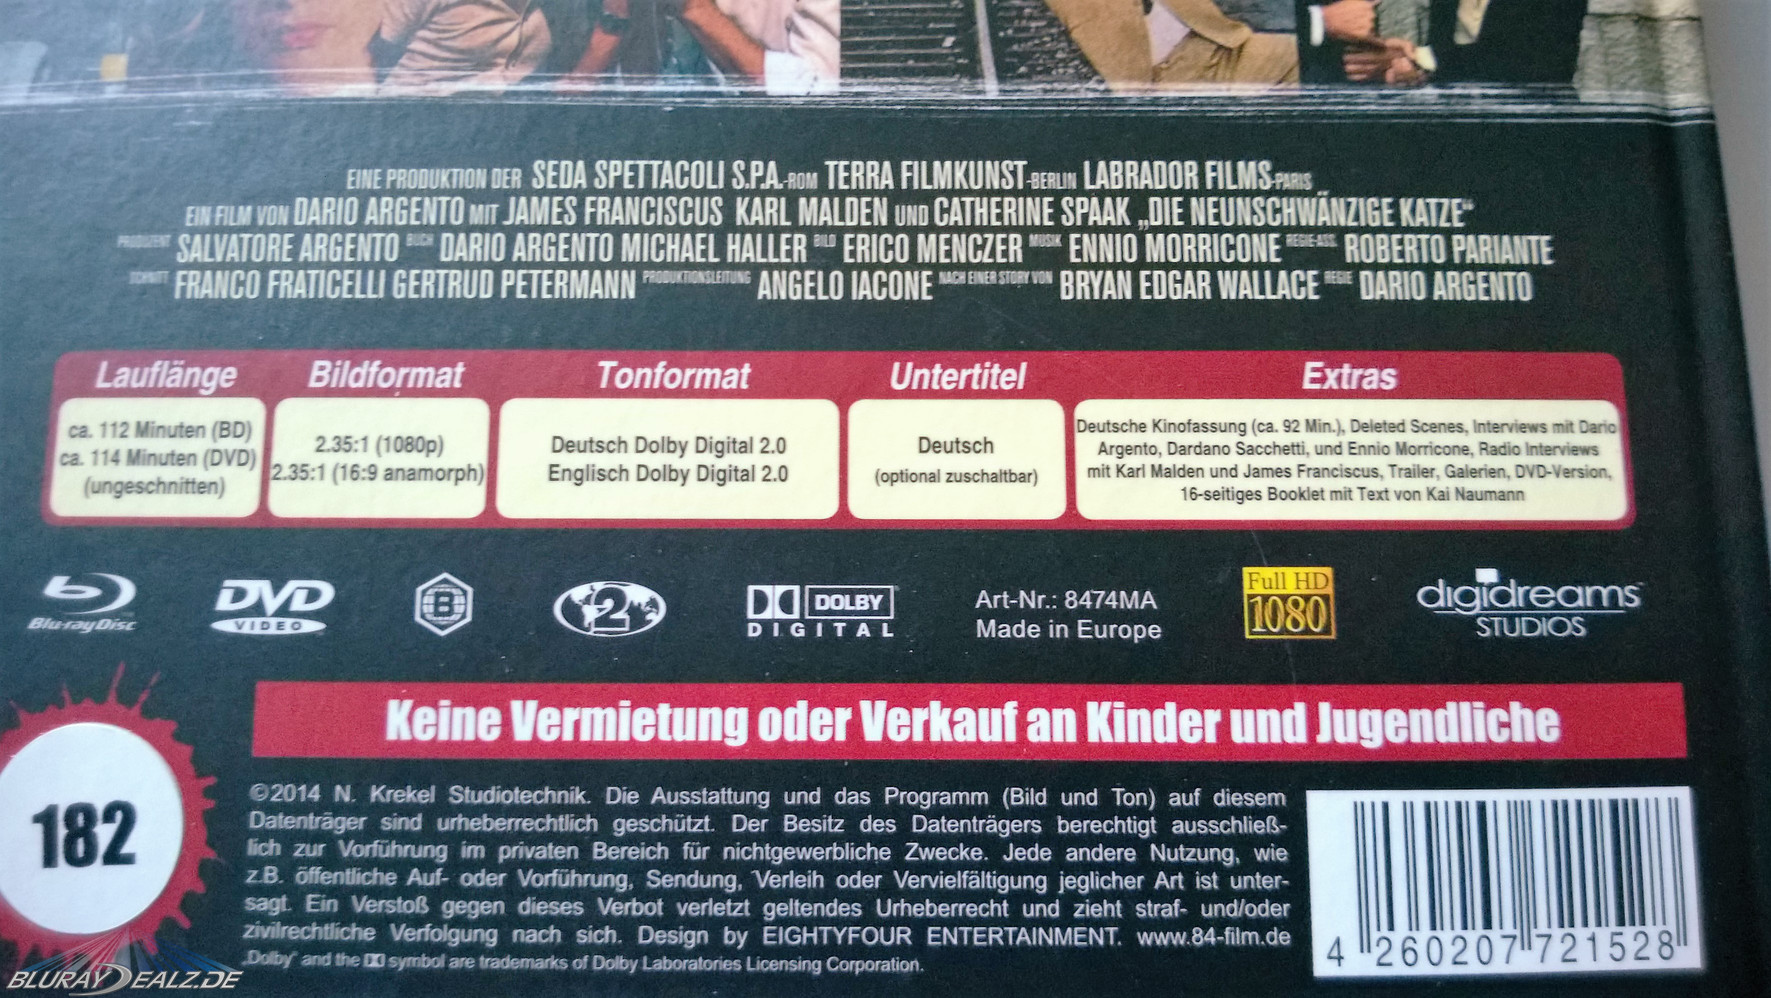 EINE PRODUKTION DER SEDA SPETTACOLI S.P.A.-ROM TERRA FILMKUNST-BERLIN LABRADOR FILMS-PARIS
EIN FILM VON DARIO ARGENTO MIT JAMES FRANCISCUS KARL MALDEN UND CATHERINE SPAAK „DIE NEUNSCHWÄNZIGE KATZE"
PRODUZENT SALVATORE ARGENTO BUCH DARIO ARGENTO MICHAEL HALLER BILD ERICO MENCZER MUSIK ENNIO MORRICONE REGIE-ASS. ROBERTO PARIANTE
SCHNITT FRANCO FRATICELLI GERTRUD PETERMANN PRODUKTIONSLEITUNG ANGELO IACONE NACH EINER STORY VON BRYAN EDGAR WALLACE REGIE DARIO ARGENTO
Lauflänge Bildformat Tonformat Untertitel Extras
ca. 112 Minuten (BD)
ca. 114 Minuten (DVD)
(ungeschnitten)
2.35:1 (1080p)
2.35:1 (16:9 anamorph)
Deutsch Dolby Digital 2.0
Englisch Dolby Digital 2.0
Deutsch
(optional zuschaltbar)
Deutsche Kinofassung (ca. 92 Min.), Deleted Scenes, Interviews mit Dario
Argento, Dardano Sacchetti, und Ennio Morricone, Radio Interviews
mit Karl Malden und James Franciscus, Trailer, Galerien, DVD-Version,
16-seitiges Booklet mit Text von Kai Naumann
Blu-ray Disc
DVD
VIDEO
B
2
DOLBY
DIGITAL
Art-Nr.: 8474MA
Made in Europe
Full HD
1080
digidreams
STUDIOS
Keine Vermietung oder Verkauf an Kinder und Jugendliche
182
©2014 N. Krekel Studiotechnik. Die Ausstattung und das Programm (Bild und Ton) auf diesem
Datenträger sind urheberrechtlich geschützt. Der Besitz des Datenträgers berechtigt ausschließ-
lich zur Vorführung im privaten Bereich für nichtgewerbliche Zwecke. Jede andere Nutzung, wie
z.B. öffentliche Auf- oder Vorführung, Sendung, Verleih oder Vervielfältigung jeglicher Art ist unter-
sagt. Ein Verstoß gegen dieses Verbot verletzt geltendes Urheberrecht und zieht straf- und/oder
zivilrechtliche Verfolgung nach sich. Design by EIGHTYFOUR ENTERTAINMENT. www.84-film.de
„Dolby" and the DD symbol are trademarks of Dolby Laboratories Licensing Corporation.
4 260207 721528
BLURAYDEALZ.DE